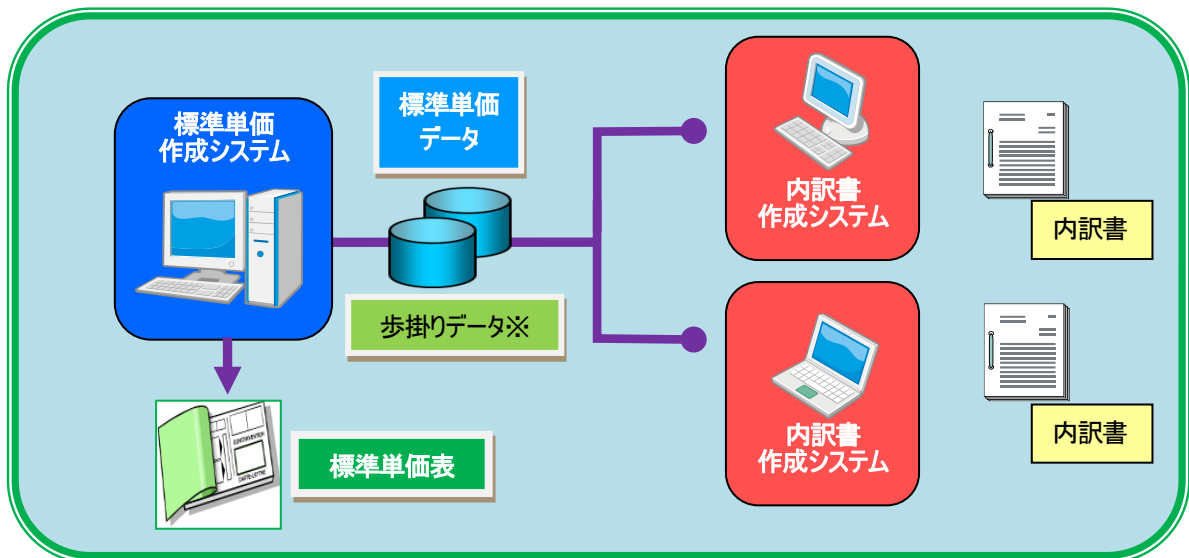 標準単価
作成システム
標準単価
データ
歩掛りデータ※
標準単価表
内訳書
作成システム
内訳書
内訳書
作成システム
内訳書